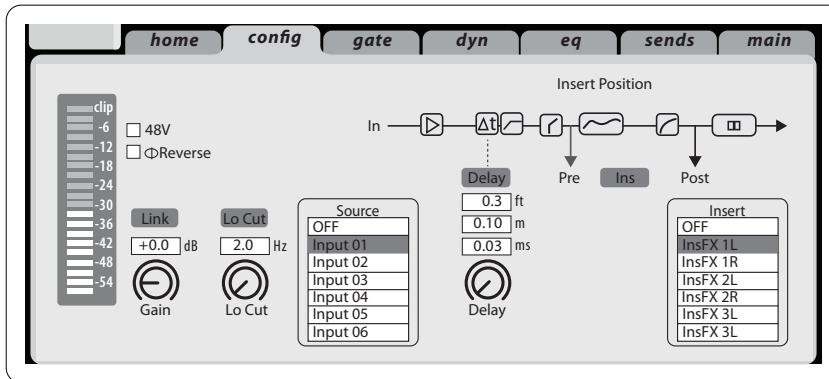 home config gate dyn eq sends main
Insert Position
clip
-6
-12
-18
-24
-30
-36
-42
-48
-54
48V
ΦReverse
In
Δt
Pre Ins Post
Link
+0.0 dB
Gain
Lo Cut
2.0 Hz
Lo Cut
Source
OFF
Input 01
Input 02
Input 03
Input 04
Input 05
Input 06
Delay
0.3 ft
0.10 m
0.03 ms
Delay
Insert
OFF
InsFX 1L
InsFX 1R
InsFX 2L
InsFX 2R
InsFX 3L
InsFX 3L